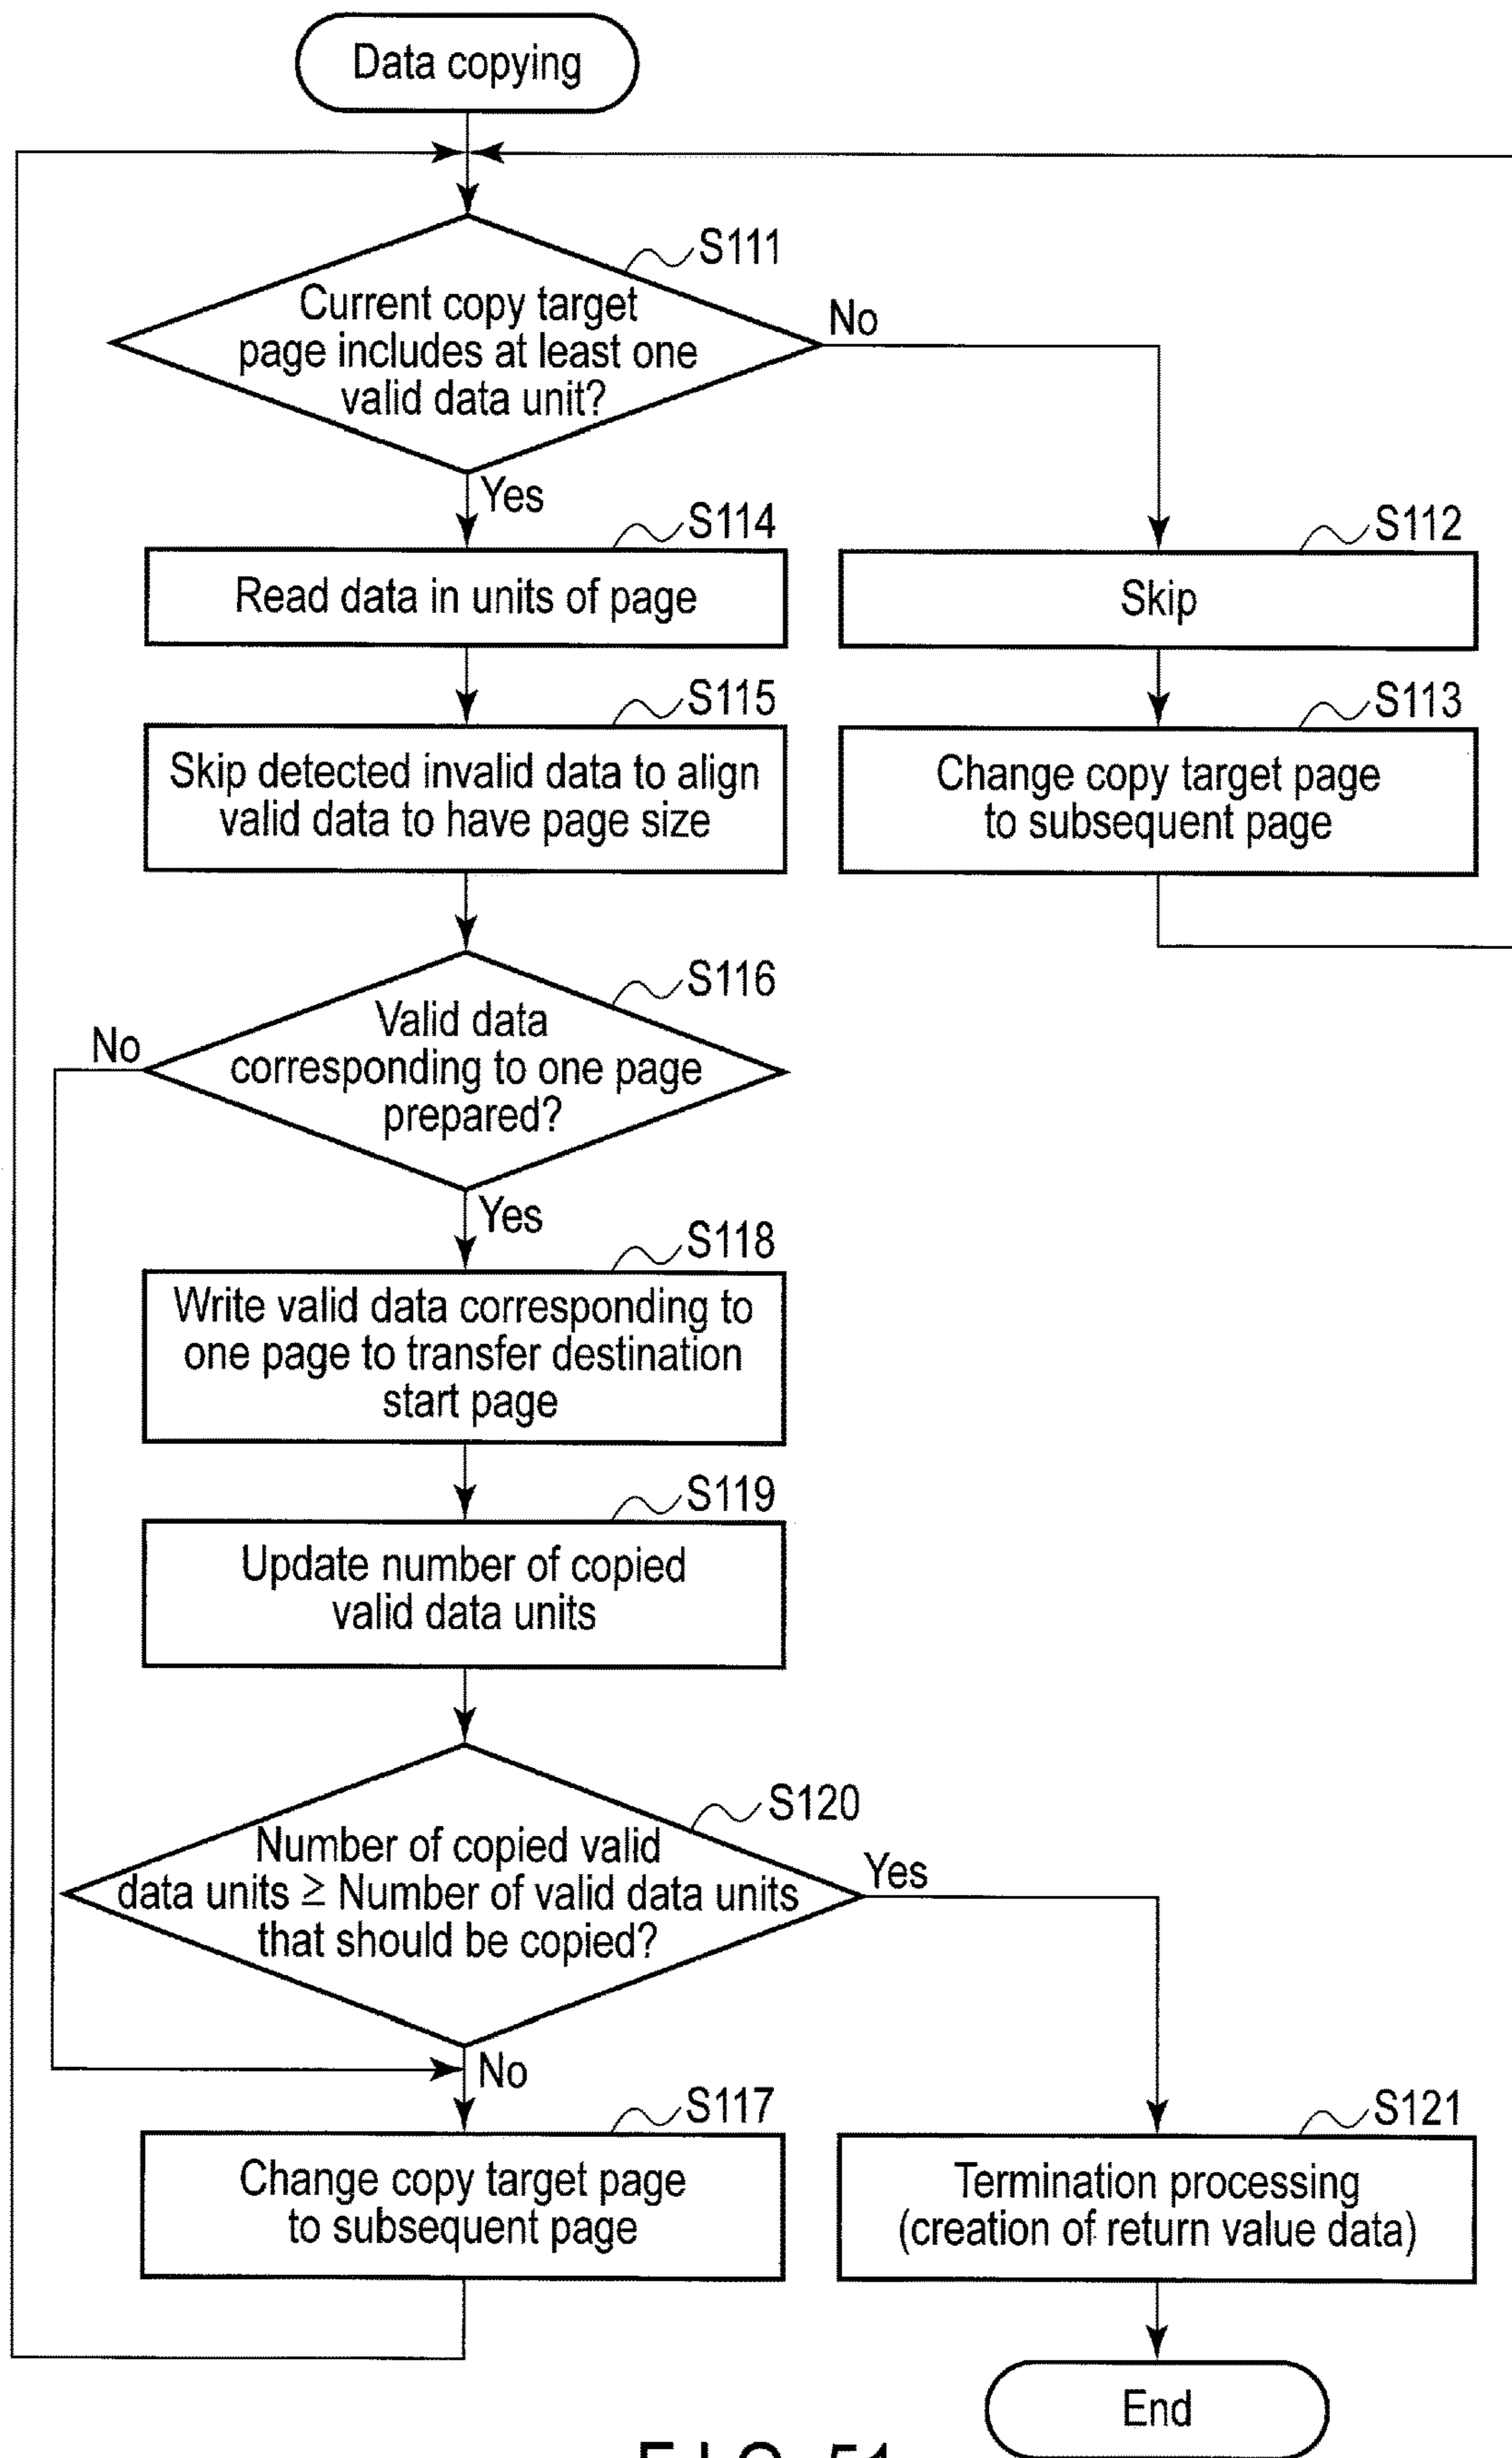 Data copying
S111
Current copy target
page includes at least one
valid data unit?
No
Yes
S114
Read data in units of page
S112
Skip
S115
Skip detected invalid data to align
valid data to have page size
S113
Change copy target page
to subsequent page
S116
Valid data
corresponding to one page
prepared?
No
Yes
S118
Write valid data corresponding to
one page to transfer destination
start page
S119
Update number of copied
valid data units
S120
Number of copied valid
data units ≥ Number of valid data units
that should be copied?
Yes
No
S117
Change copy target page
to subsequent page
S121
Termination processing
(creation of return value data)
End
FIG. 51